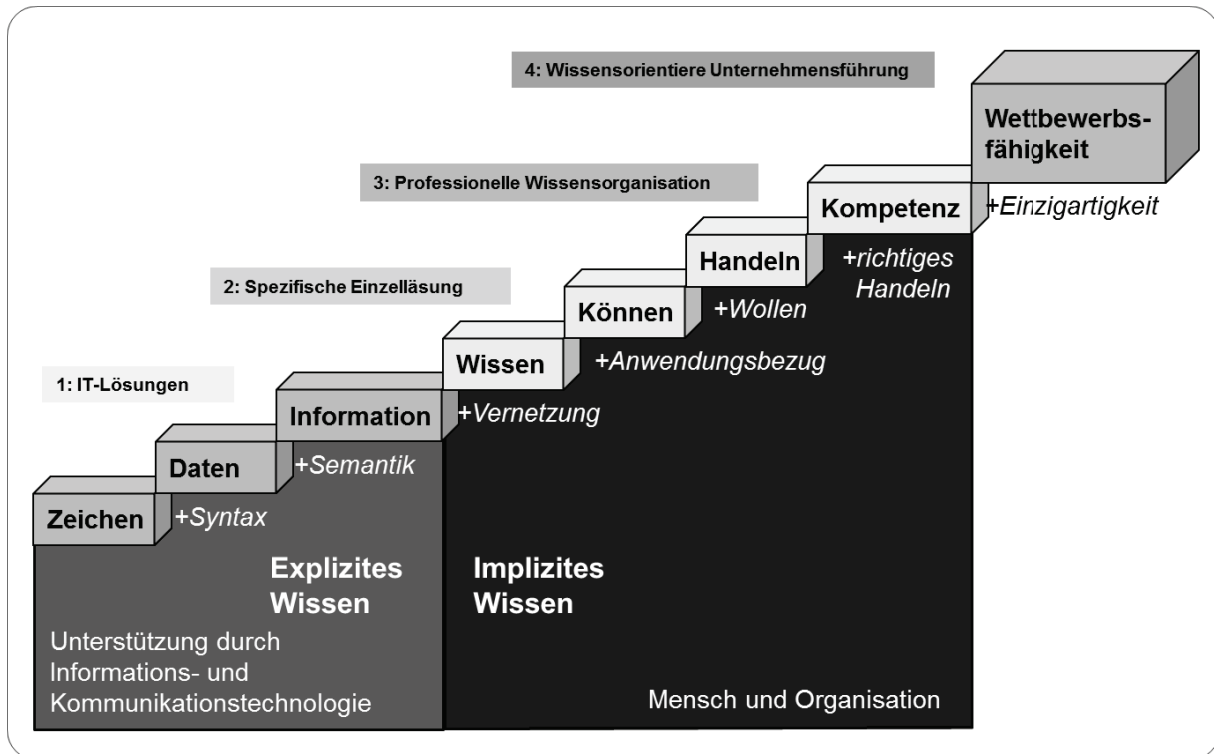 4: Wissensorientiere Unternehmensführung
Wettbewerbs-
fähigkeit
3: Professionelle Wissensorganisation
Kompetenz
+Einzigartigkeit
Handeln
+richtiges
Handeln
2: Spezifische Einzelläsung
Können
+Wollen
Wissen
+Anwendungsbezug
1: IT-Lösungen
Information
+Vernetzung
Daten
+Semantik
Zeichen
+Syntax
Explizites
Wissen
Implizites
Wissen
Unterstützung durch
Informations- und
Kommunikationstechnologie
Mensch und Organisation